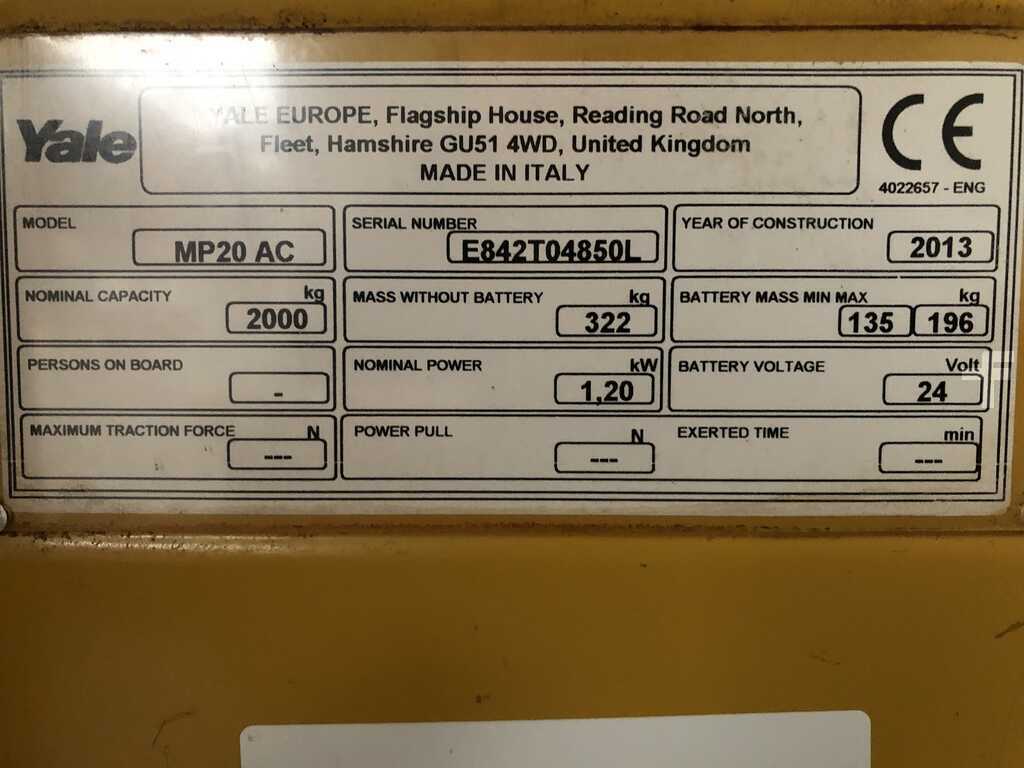 Yale
YALE EUROPE, Flagship House, Reading Road North,
Fleet, Hamshire GU51 4WD, United Kingdom
MADE IN ITALY
CE
4022657 - ENG
MODEL
MP20 AC
SERIAL NUMBER
E842T04850L
YEAR OF CONSTRUCTION
2013
NOMINAL CAPACITY kg
2000
MASS WITHOUT BATTERY kg
322
BATTERY MASS MIN MAX kg
135 196
PERSONS ON BOARD
-
NOMINAL POWER kW
1,20
BATTERY VOLTAGE Volt
24
MAXIMUM TRACTION FORCE N
---
POWER PULL N
---
EXERTED TIME min
---